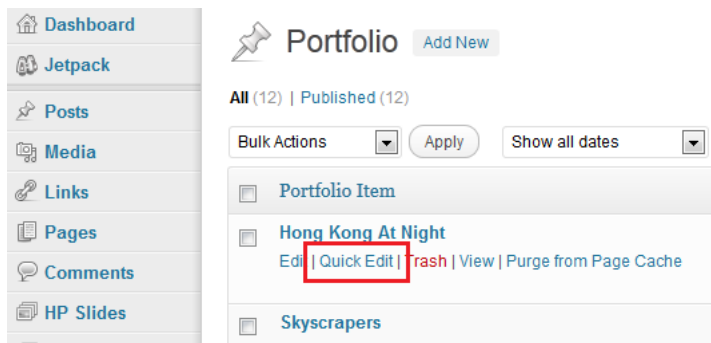 Dashboard
Jetpack
Posts
Media
Links
Pages
Comments
HP Slides
Portfolio Add New
All (12) | Published (12)
Bulk Actions Apply Show all dates
Portfolio Item
Hong Kong At Night
Edi | Quick Edit | Trash | View | Purge from Page Cache
Skyscrapers